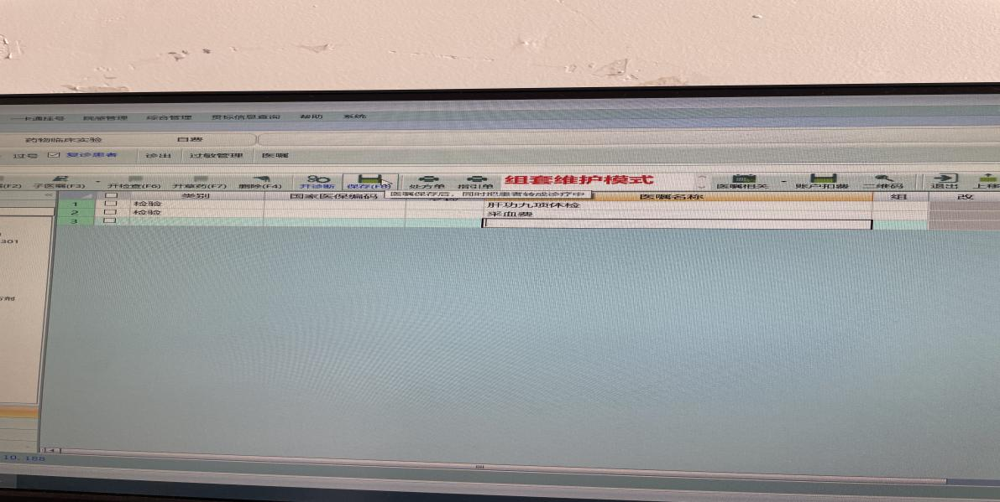 一卡通挂号 院感管理 综合管理 贯标信息查询 帮助 系统
药物临床实验 自费
过号 复诊患者 诊出 过敏管理 医嘱
(F2) 子医嘱(F3) 开检查(F6) 开草药(F7) 删除(F4) 开诊断 保存(F8) 处方单 指引单 组套维护模式 医嘱相关 账户扣费 二维码 退出 上移
医嘱保存后，同时把患者转成诊疗中
类别 国家医保编码 医嘱名称 组 改
1 检验 肝功九项体检
2 检验 采血费
3
301
方剂
10.188